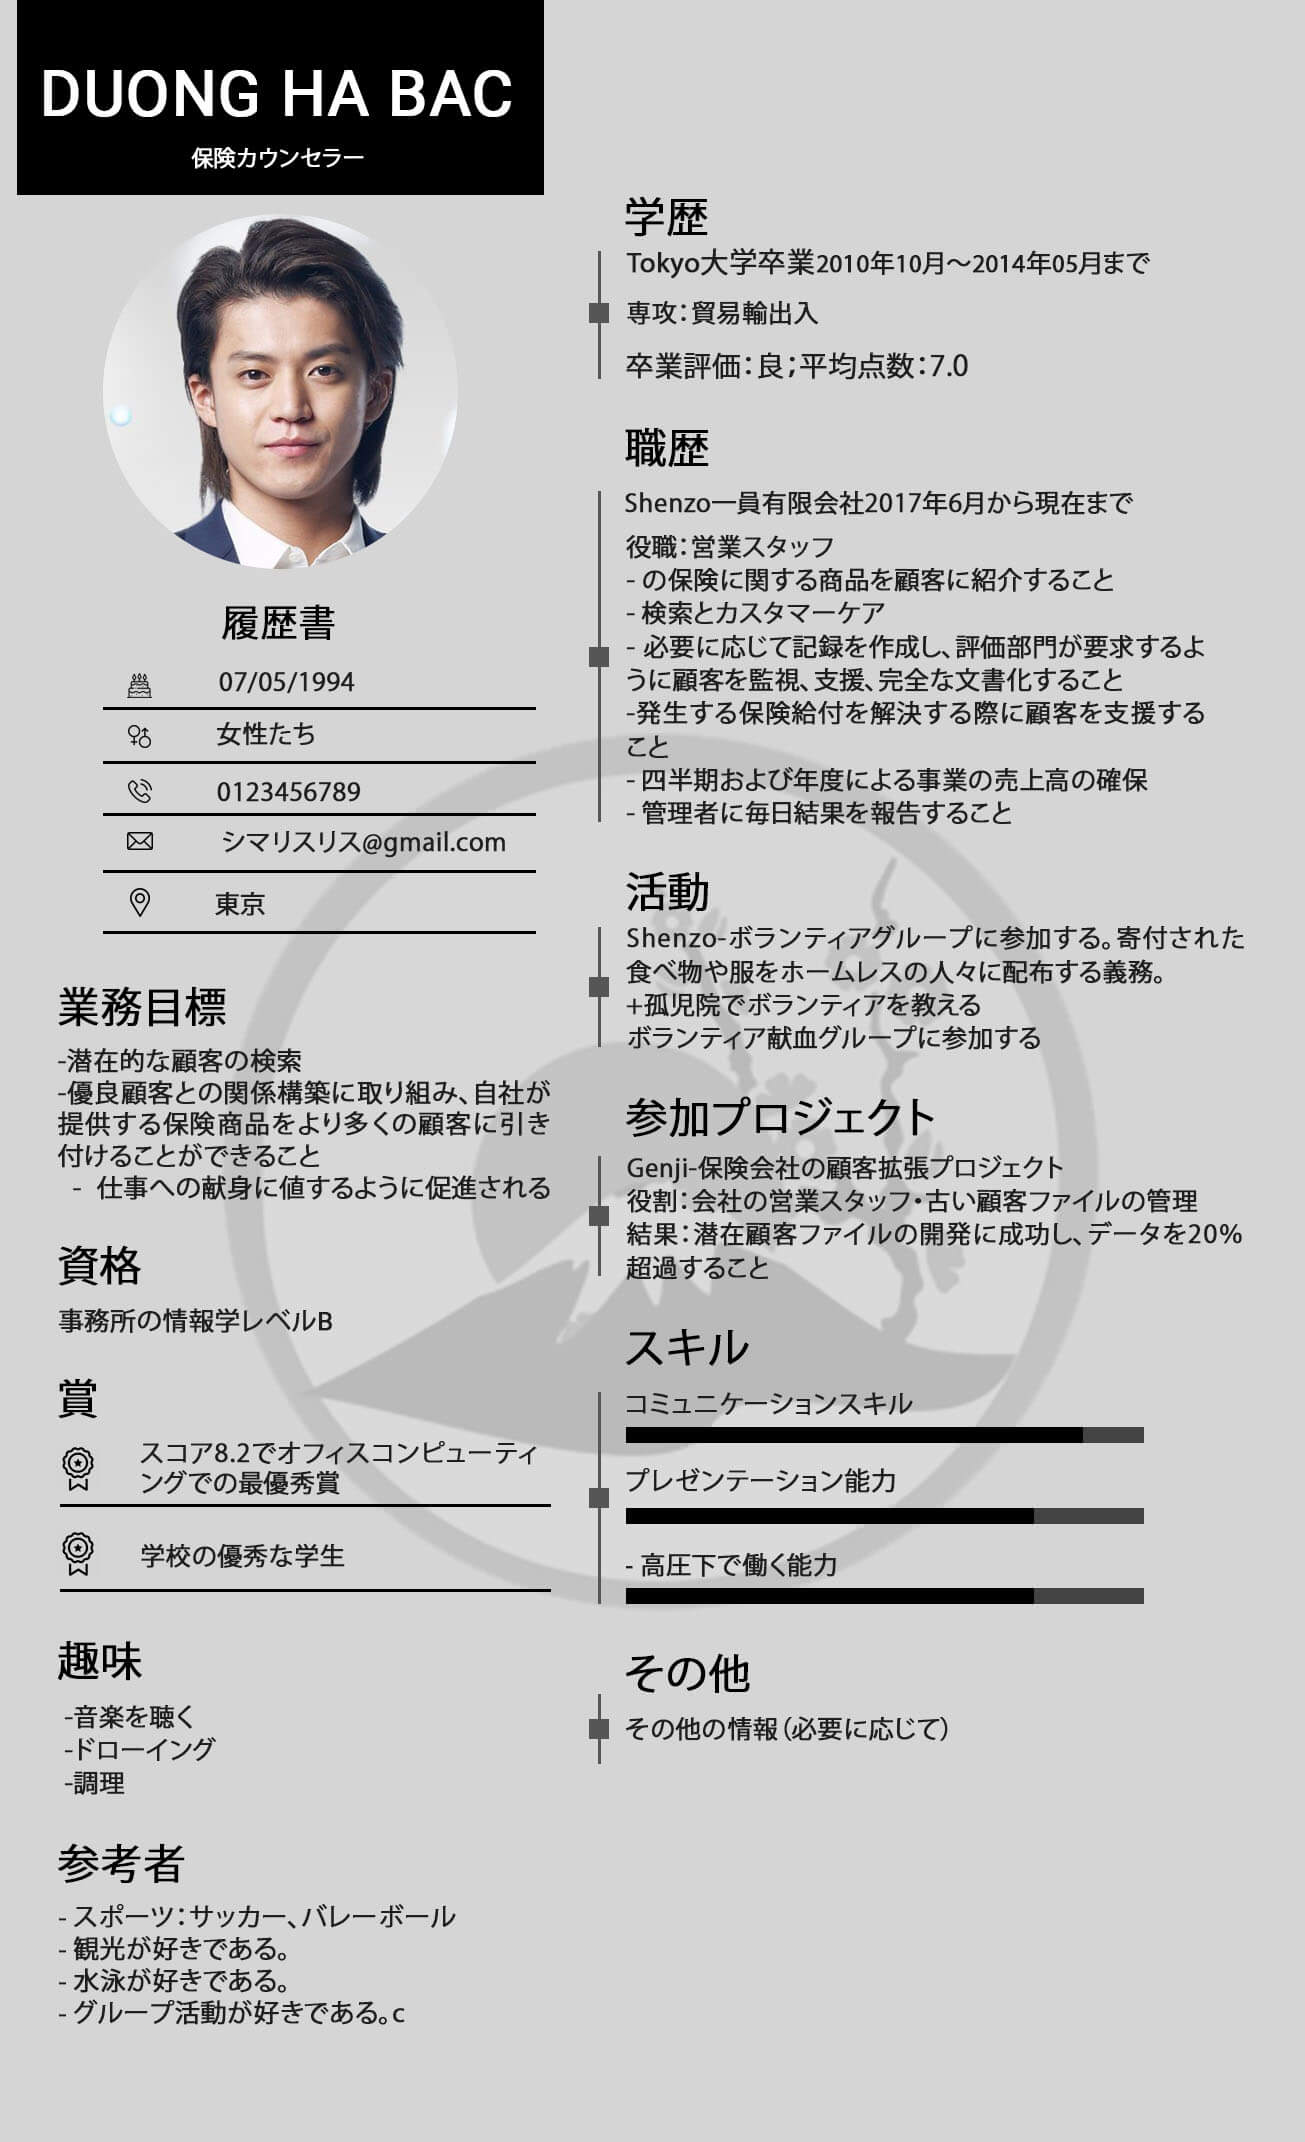 DUONG HA BAC
保険カウンセラー
履歴書
07/05/1994
女性たち
0123456789
シマリスリス@gmail.com
東京
業務目標
-潜在的な顧客の検索
-優良顧客との関係構築に取り組み、自社が
提供する保険商品をより多くの顧客に引き
付けることができること
- 仕事への献身に値するように促進される
資格
事務所の情報学レベルB
賞
スコア8.2でオフィスコンピューティ
ングでの最優秀賞
学校の優秀な学生
趣味
-音楽を聴く
-ドローイング
-調理
参考者
- スポーツ：サッカー、バレーボール
- 観光が好きである。
- 水泳が好きである。
- グループ活動が好きである。c
学歴
Tokyo大学卒業2010年10月～2014年05月まで
専攻：貿易輸出入
卒業評価：良；平均点数：7.0
職歴
Shenzo一員有限会社2017年6月から現在まで
役職：営業スタッフ
- の保険に関する商品を顧客に紹介すること
- 検索とカスタマーケア
- 必要に応じて記録を作成し、評価部門が要求するよ
うに顧客を監視、支援、完全な文書化すること
-発生する保険給付を解決する際に顧客を支援する
こと
- 四半期および年度による事業の売上高の確保
- 管理者に毎日結果を報告すること
活動
Shenzo-ボランティアグループに参加する。寄付された
食べ物や服をホームレスの人々に配布する義務。
+孤児院でボランティアを教える
ボランティア献血グループに参加する
参加プロジェクト
Genji-保険会社の顧客拡張プロジェクト
役割：会社の営業スタッフ・古い顧客ファイルの管理
結果：潜在顧客ファイルの開発に成功し、データを20%
超過すること
スキル
コミュニケーションスキル
プレゼンテーション能力
- 高圧下で働く能力
その他
その他の情報（必要に応じて）